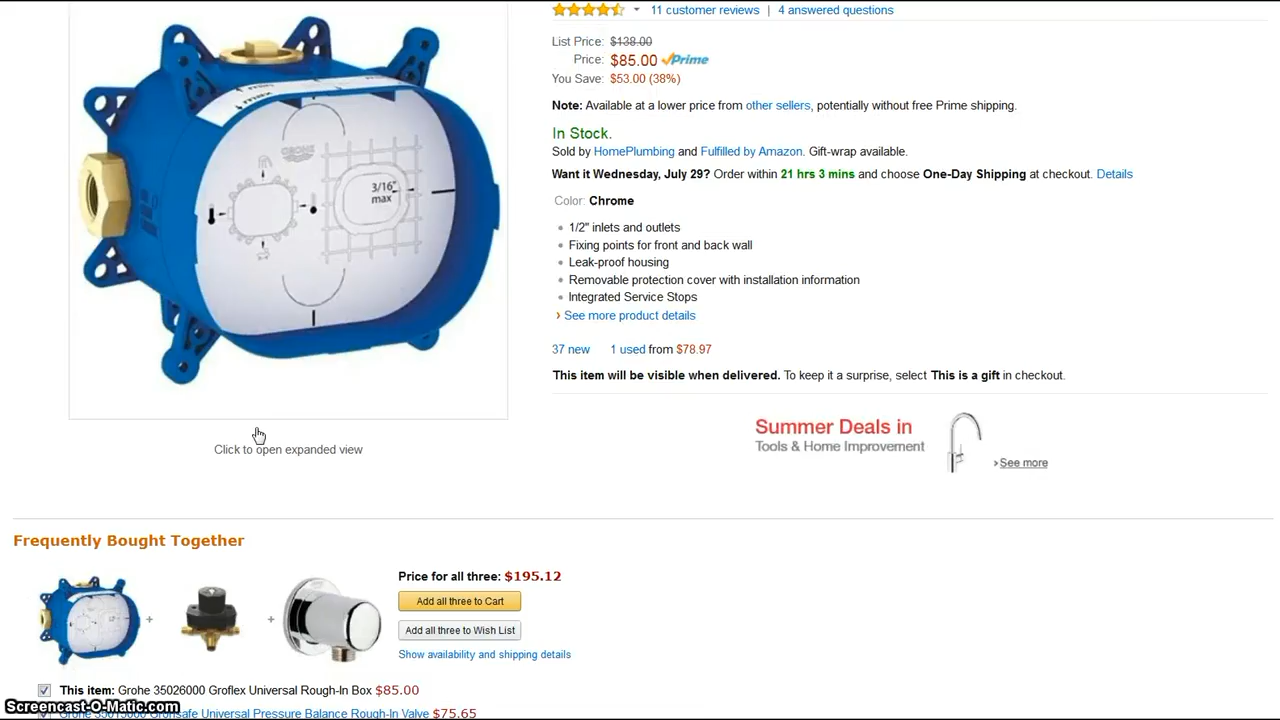 11 customer reviews | 4 answered questions
List Price: $138.00
Price: $85.00 Prime
You Save: $53.00 (38%)
Note: Available at a lower price from other sellers, potentially without free Prime shipping.
In Stock.
Sold by HomePlumbing and Fulfilled by Amazon. Gift-wrap available.
Want it Wednesday, July 29? Order within 21 hrs 3 mins and choose One-Day Shipping at checkout. Details
Color: Chrome
1/2" inlets and outlets
Fixing points for front and back wall
Leak-proof housing
Removable protection cover with installation information
Integrated Service Stops
› See more product details
37 new 1 used from $78.97
This item will be visible when delivered. To keep it a surprise, select This is a gift in checkout.
min
max
GROHE
3/16"
max
Click to open expanded view
Summer Deals in
Tools & Home Improvement
›See more
Frequently Bought Together
+ +
Price for all three: $195.12
Add all three to Cart
Add all three to Wish List
Show availability and shipping details
This item: Grohe 35026000 Groflex Universal Rough-In Box $85.00
Grohe 35015000 Grohsafe Universal Pressure Balance Rough-In Valve $75.65
Screencast-O-Matic.com